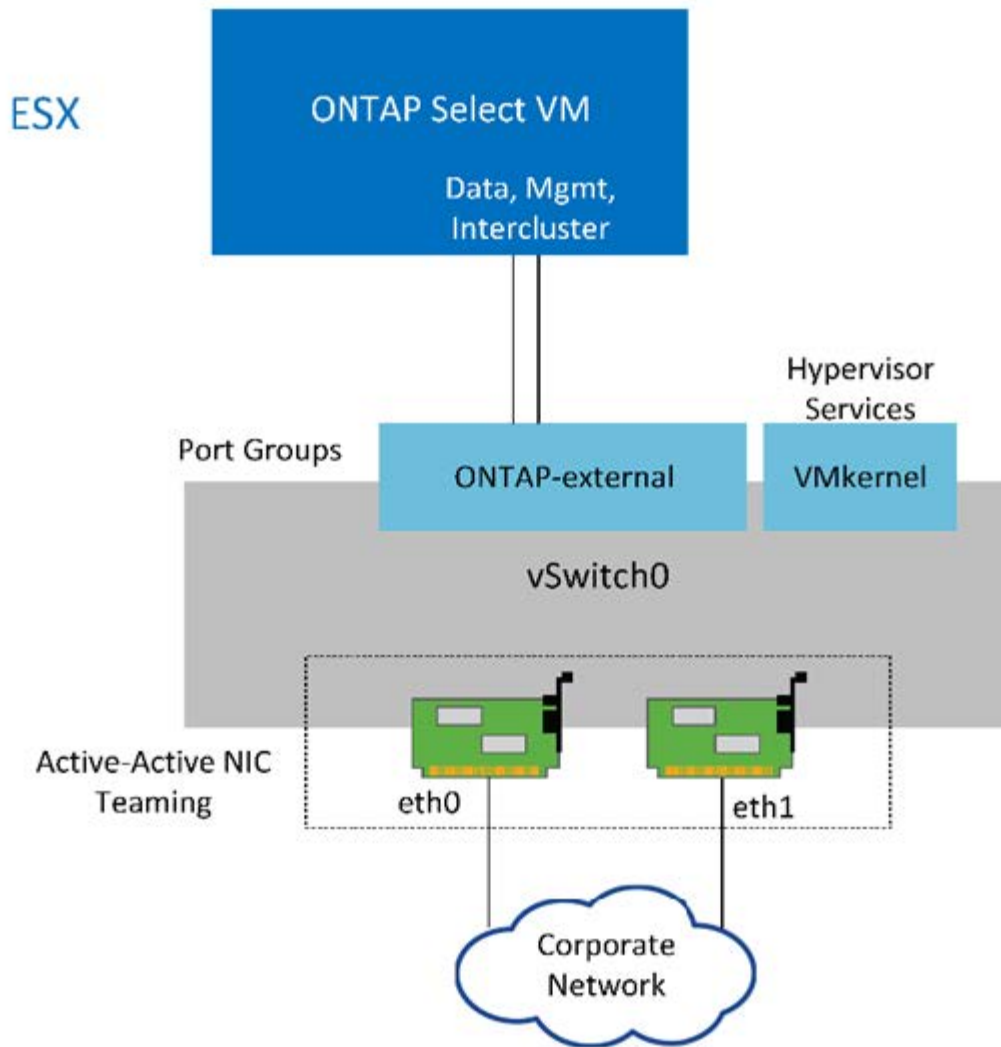 ESX
ONTAP Select VM
Data, Mgmt,
Intercluster
Hypervisor
Services
Port Groups
ONTAP-external
VMkernel
vSwitch0
Active-Active NIC
Teaming
eth0
eth1
Corporate
Network